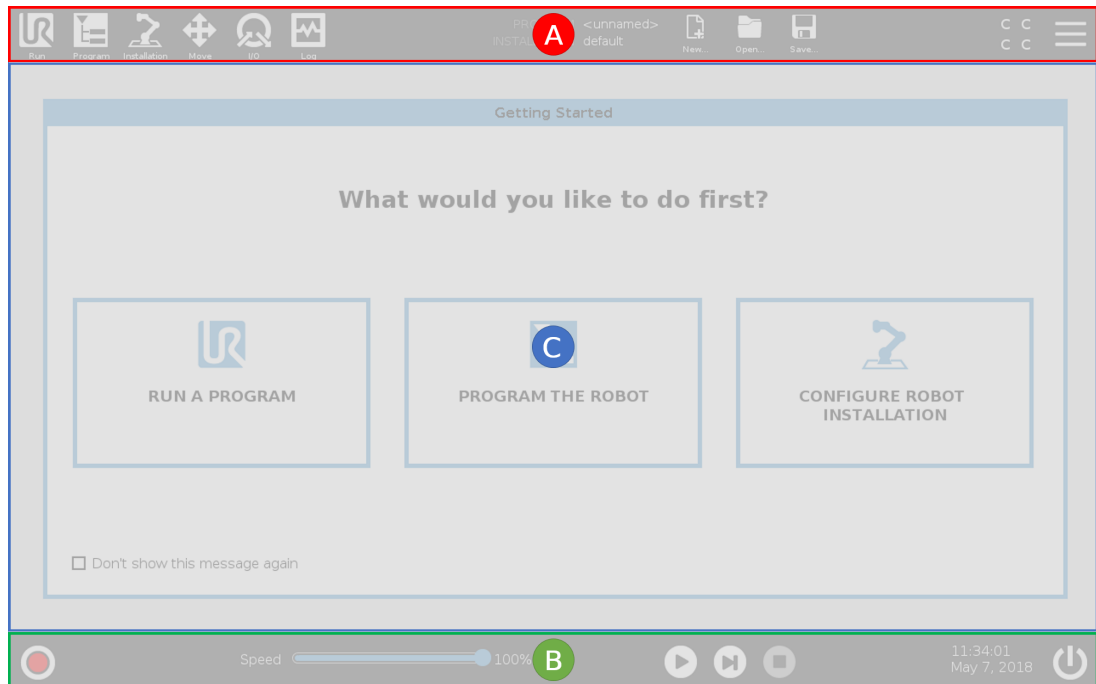 A
<unnamed>
default
C C
C C
Run
Program
Installation
Move
I/O
Log
New...
Open...
Save...
Getting Started
What would you like to do first?
C
RUN A PROGRAM
PROGRAM THE ROBOT
CONFIGURE ROBOT
INSTALLATION
Don't show this message again
Speed
100%
B
11:34:01
May 7, 2018